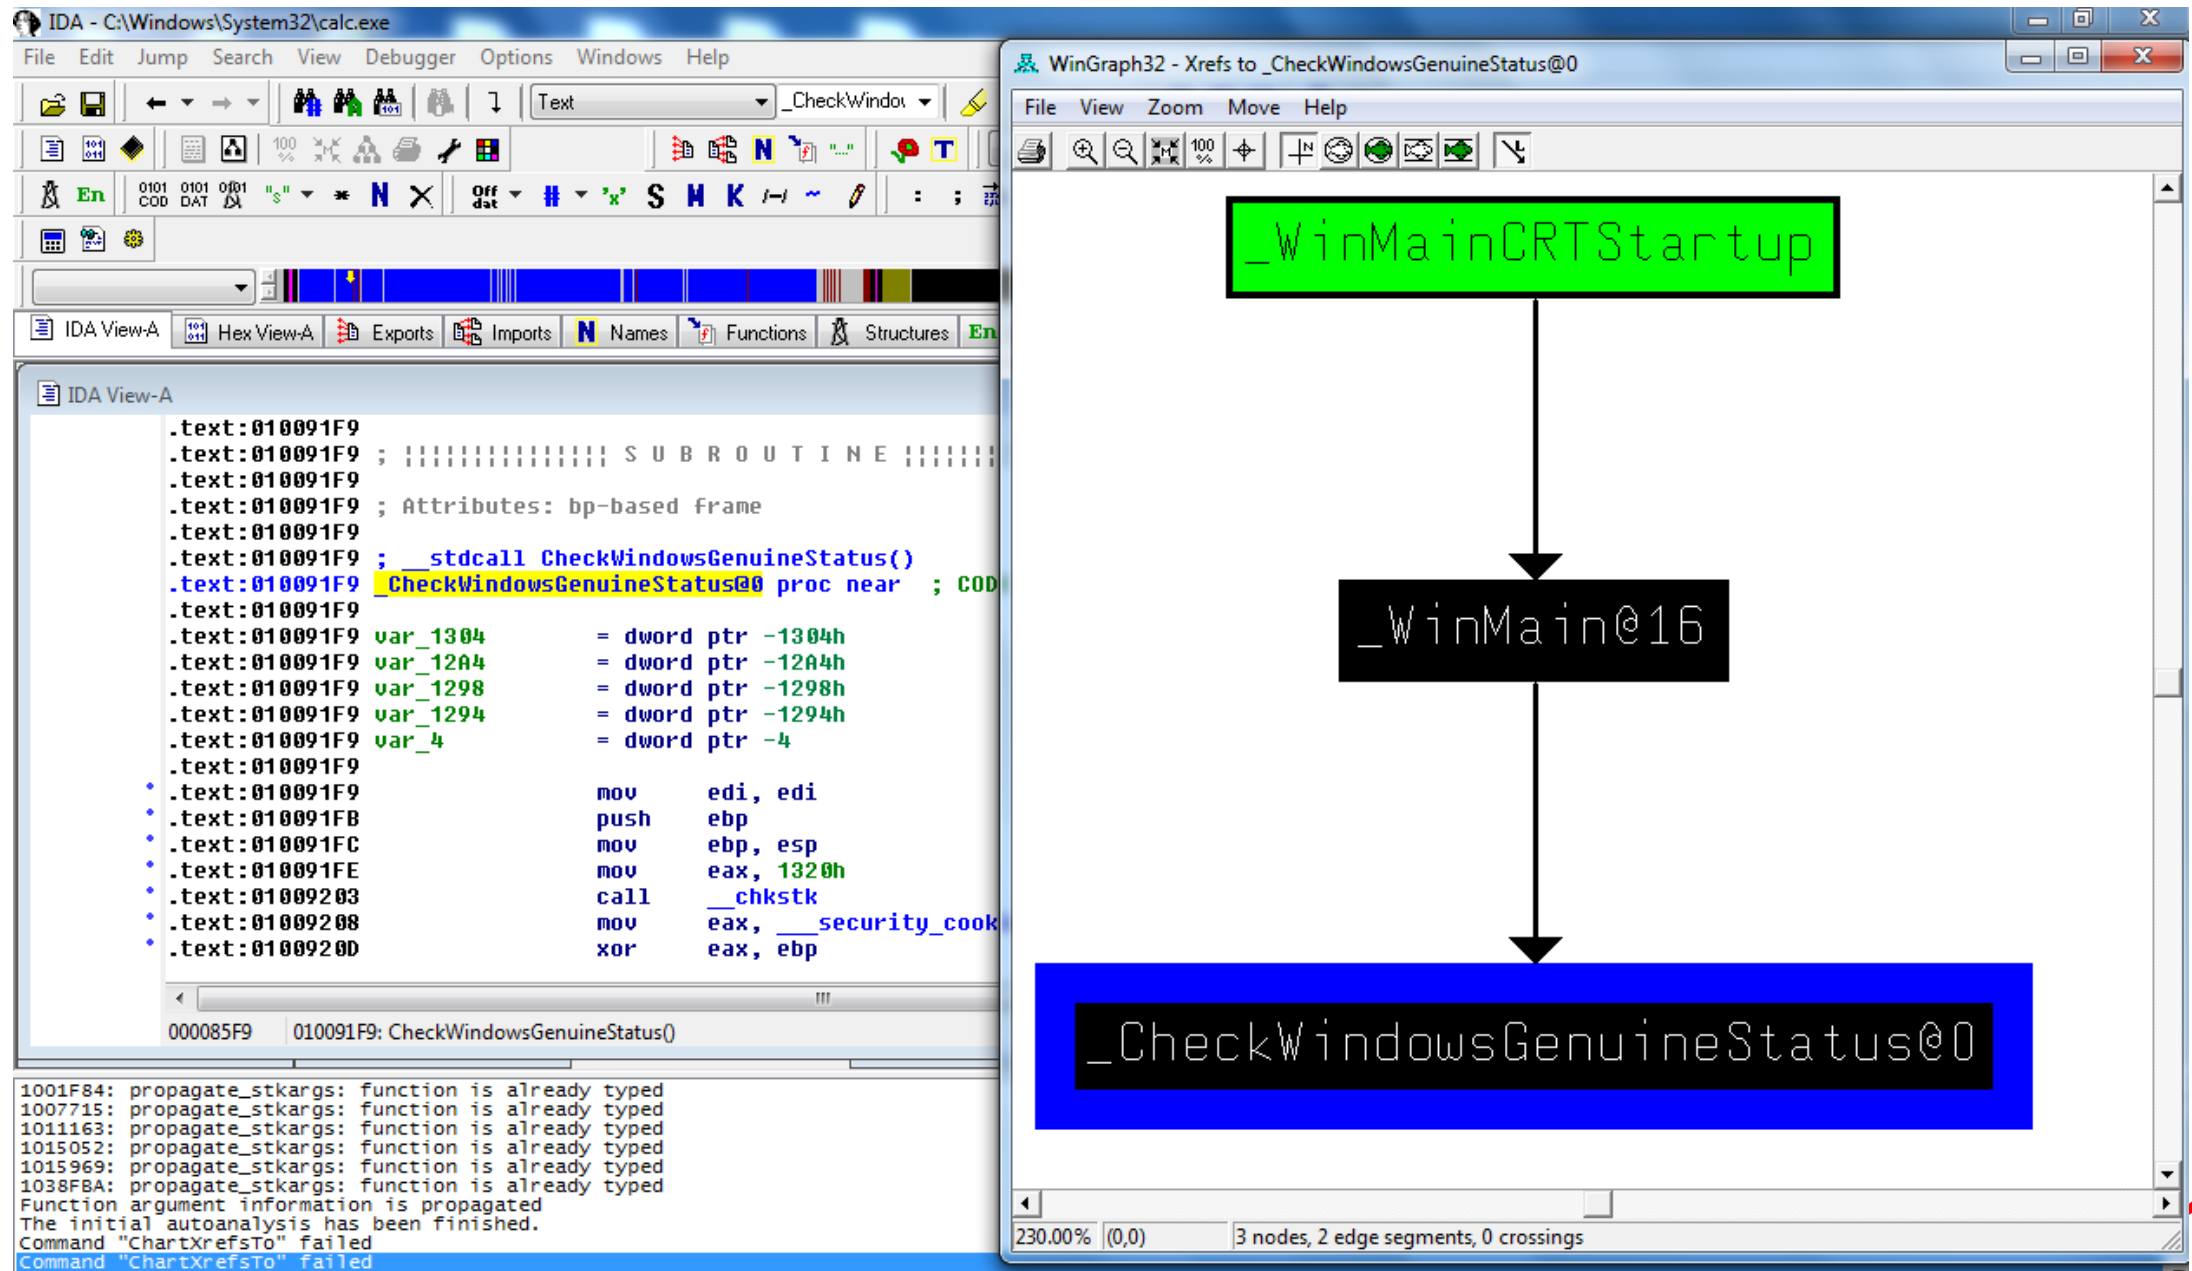 IDA - C:\Windows\System32\calc.exe
File Edit Jump Search View Debugger Options Windows Help
Text _CheckWindo
100 %
En 0101 COD 0101 DAT 0101 "s" * N X Off dat # 'x' S M K /--/ ~ : ;
IDA View-A Hex View-A Exports Imports N Names Functions Structures En
IDA View-A
.text:010091F9
.text:010091F9 ; ¦¦¦¦¦¦¦¦¦¦¦¦¦¦¦ S U B R O U T I N E ¦¦¦¦¦¦¦
.text:010091F9
.text:010091F9 ; Attributes: bp-based frame
.text:010091F9
.text:010091F9 ; __stdcall CheckWindowsGenuineStatus()
.text:010091F9 _CheckWindowsGenuineStatus@0 proc near ; COD
.text:010091F9
.text:010091F9 var_1304 = dword ptr -1304h
.text:010091F9 var_12A4 = dword ptr -12A4h
.text:010091F9 var_1298 = dword ptr -1298h
.text:010091F9 var_1294 = dword ptr -1294h
.text:010091F9 var_4 = dword ptr -4
.text:010091F9
.text:010091F9 mov edi, edi
.text:010091FB push ebp
.text:010091FC mov ebp, esp
.text:010091FE mov eax, 1320h
.text:01009203 call __chkstk
.text:01009208 mov eax, ___security_cook
.text:0100920D xor eax, ebp
000085F9 010091F9: CheckWindowsGenuineStatus()
1001F84: propagate_stkargs: function is already typed
1007715: propagate_stkargs: function is already typed
1011163: propagate_stkargs: function is already typed
1015052: propagate_stkargs: function is already typed
1015969: propagate_stkargs: function is already typed
1038FBA: propagate_stkargs: function is already typed
Function argument information is propagated
The initial autoanalysis has been finished.
Command "ChartXrefsTo" failed
Command "ChartXrefsTo" failed
WinGraph32 - Xrefs to _CheckWindowsGenuineStatus@0
File View Zoom Move Help
100 %
_WinMainCRTStartup
_WinMain@16
_CheckWindowsGenuineStatus@0
230.00% (0,0) 3 nodes, 2 edge segments, 0 crossings